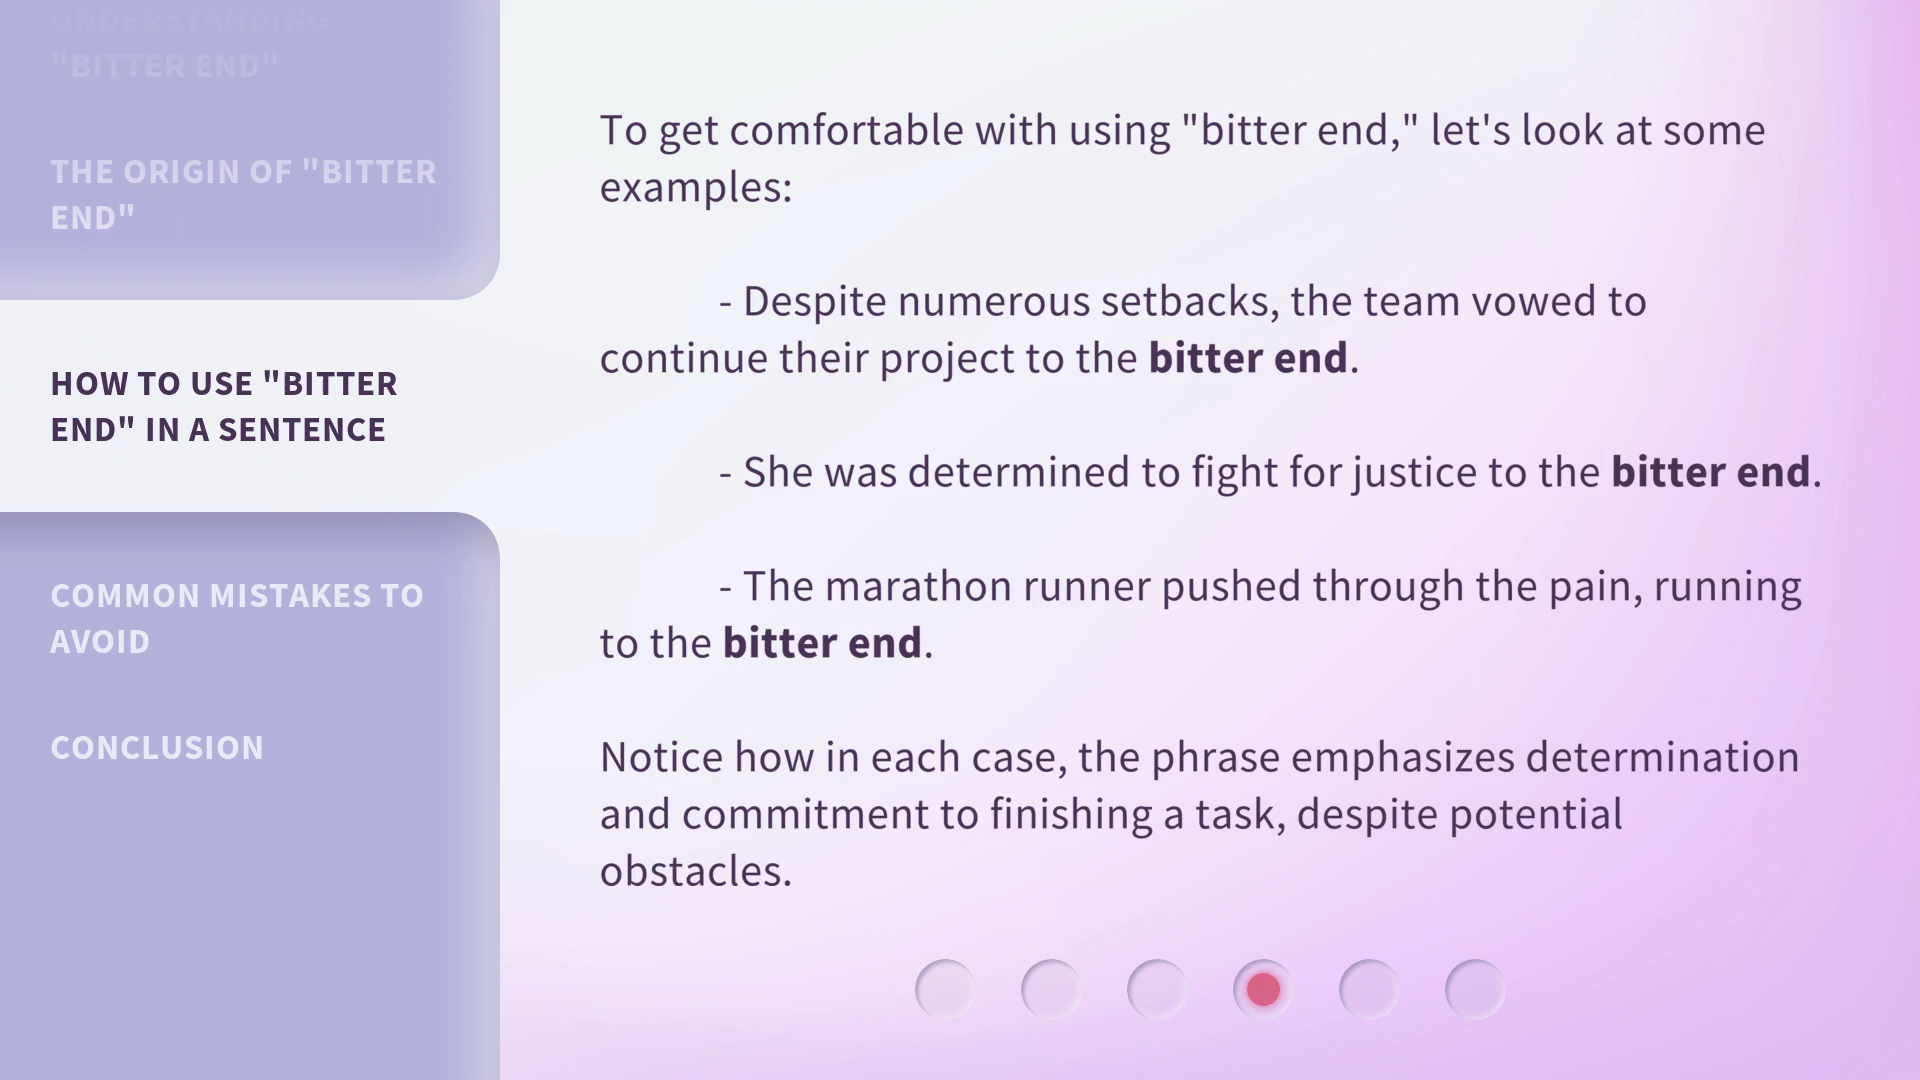 UNDERSTANDING
"BITTER END"
THE ORIGIN OF "BITTER
END"
HOW TO USE "BITTER
END" IN A SENTENCE
COMMON MISTAKES TO
AVOID
CONCLUSION
To get comfortable with using "bitter end," let's look at some
examples:
- Despite numerous setbacks, the team vowed to
continue their project to the bitter end.
- She was determined to fight for justice to the bitter end.
- The marathon runner pushed through the pain, running
to the bitter end.
Notice how in each case, the phrase emphasizes determination
and commitment to finishing a task, despite potential
obstacles.